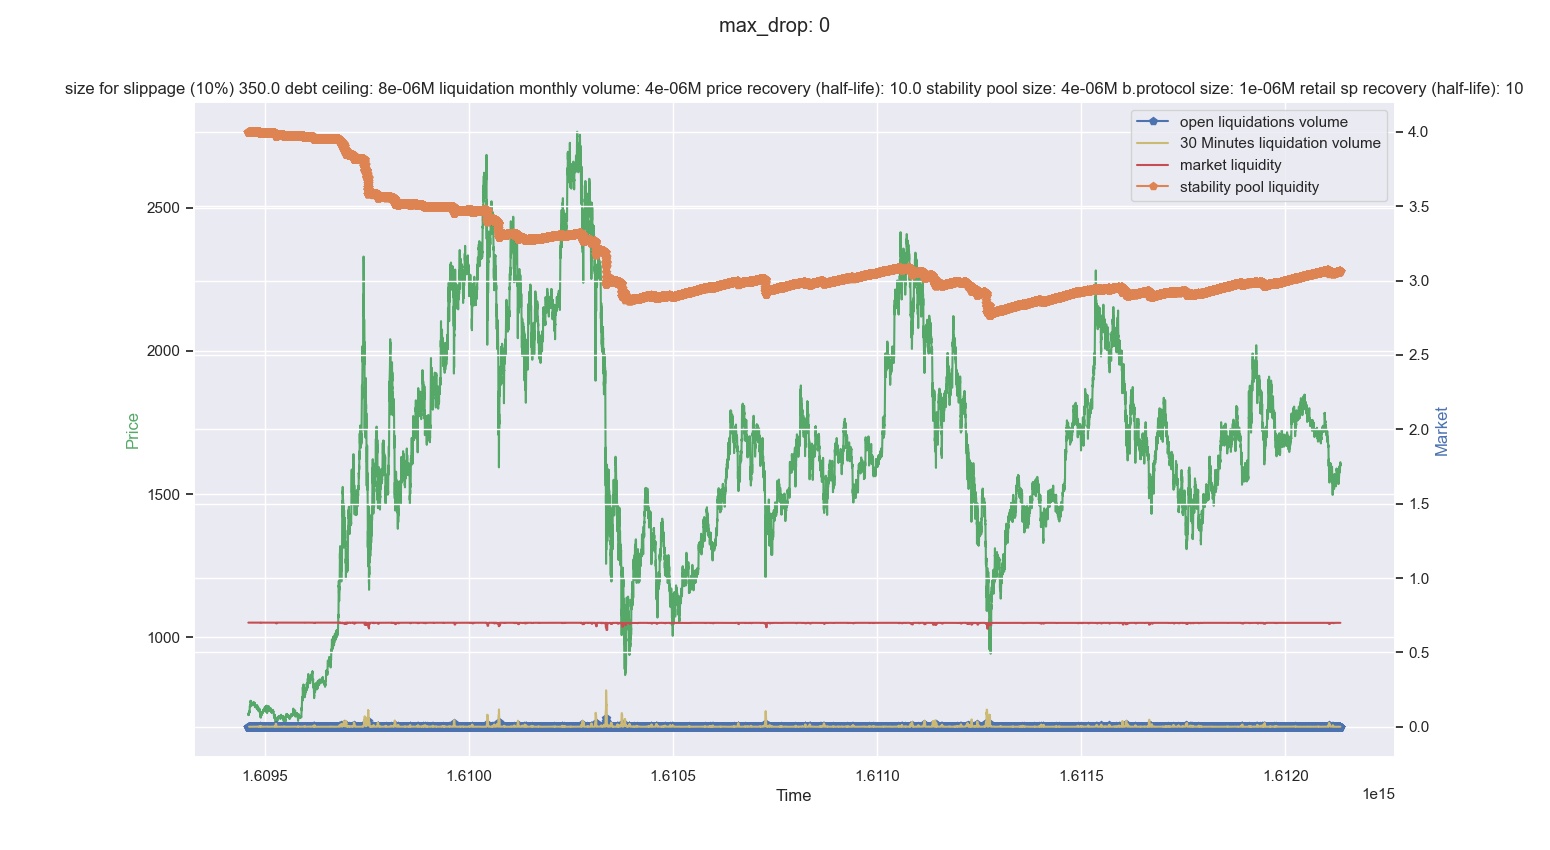 max_drop: 0
size for slippage (10%) 350.0 debt ceiling: 8e-06M liquidation monthly volume: 4e-06M price recovery (half-life): 10.0 stability pool size: 4e-06M b.protocol size: 1e-06M retail sp recovery (half-life): 10
open liquidations volume
30 Minutes liquidation volume
market liquidity
stability pool liquidity
2500
2000
1500
1000
Price
4.0
3.5
3.0
2.5
2.0
1.5
1.0
0.5
0.0
Market
1.6095 1.6100 1.6105 1.6110 1.6115 1.6120
Time
1e15